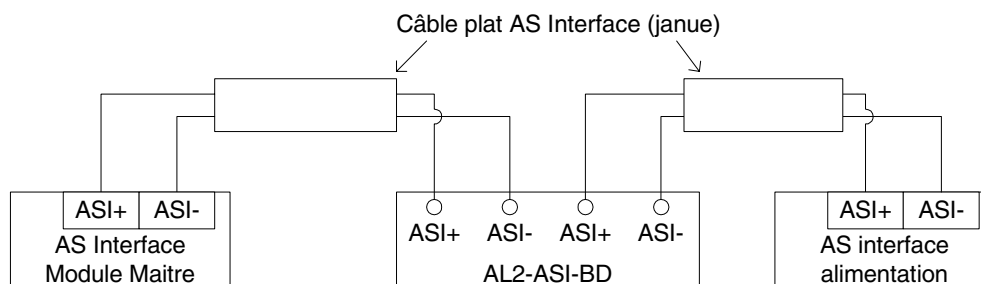 Câble plat AS Interface (janue)
ASI+ ASI-
AS Interface
Module Maitre
ASI+ ASI- ASI+ ASI-
AL2-ASI-BD
ASI+ ASI-
AS interface
alimentation